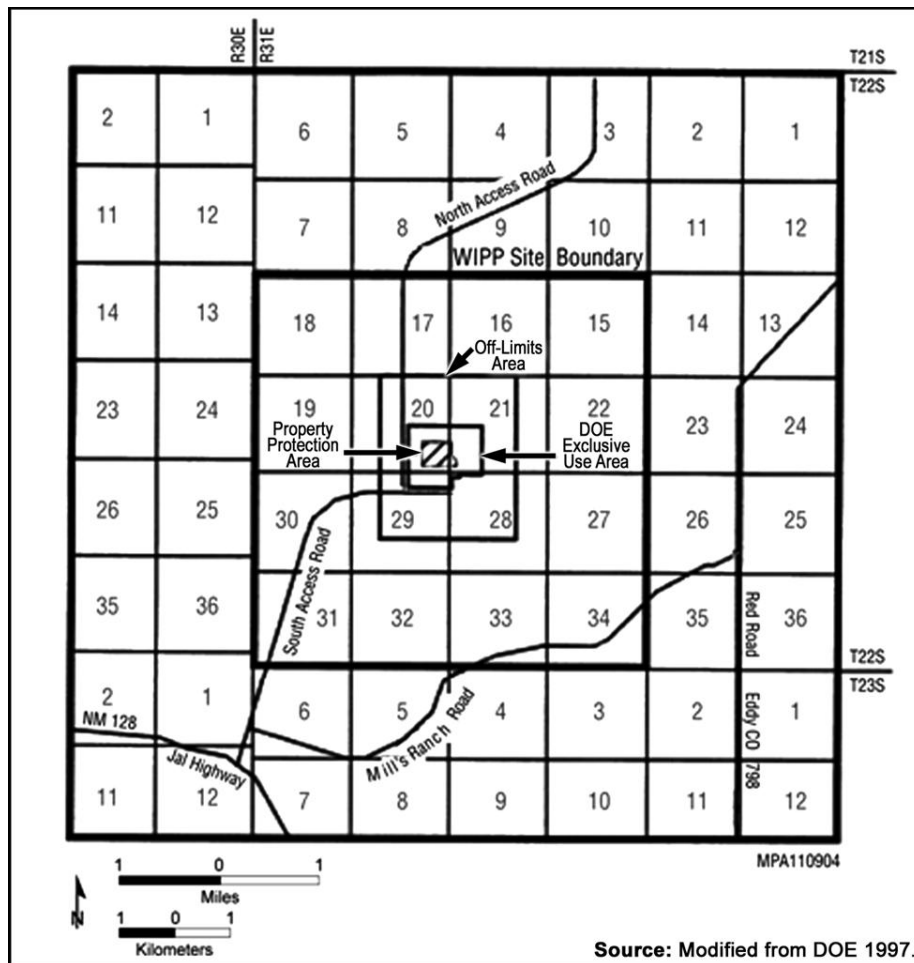 R30E
R31E
T21S
T22S
2 1 6 5 4 3 2 1
North Access Road
11 12 7 8 9 10 11 12
WIPP Site Boundary
14 13 18 17 16 15 14 13
Off-Limits
Area
23 24 19 20 21 22 23 24
Property
Protection
Area
DOE
Exclusive
Use Area
26 25 30 29 28 27 26 25
South Access Road
35 36 31 32 33 34 35 36
Red Road
T22S
T23S
2 1 6 5 4 3 2 1
NM 128
Jal Highway
Mill's Ranch Road
Eddy CO 798
11 12 7 8 9 10 11 12
MPA110904
1 0 1
Miles
N
1 0 1
Kilometers
Source: Modified from DOE 1997.